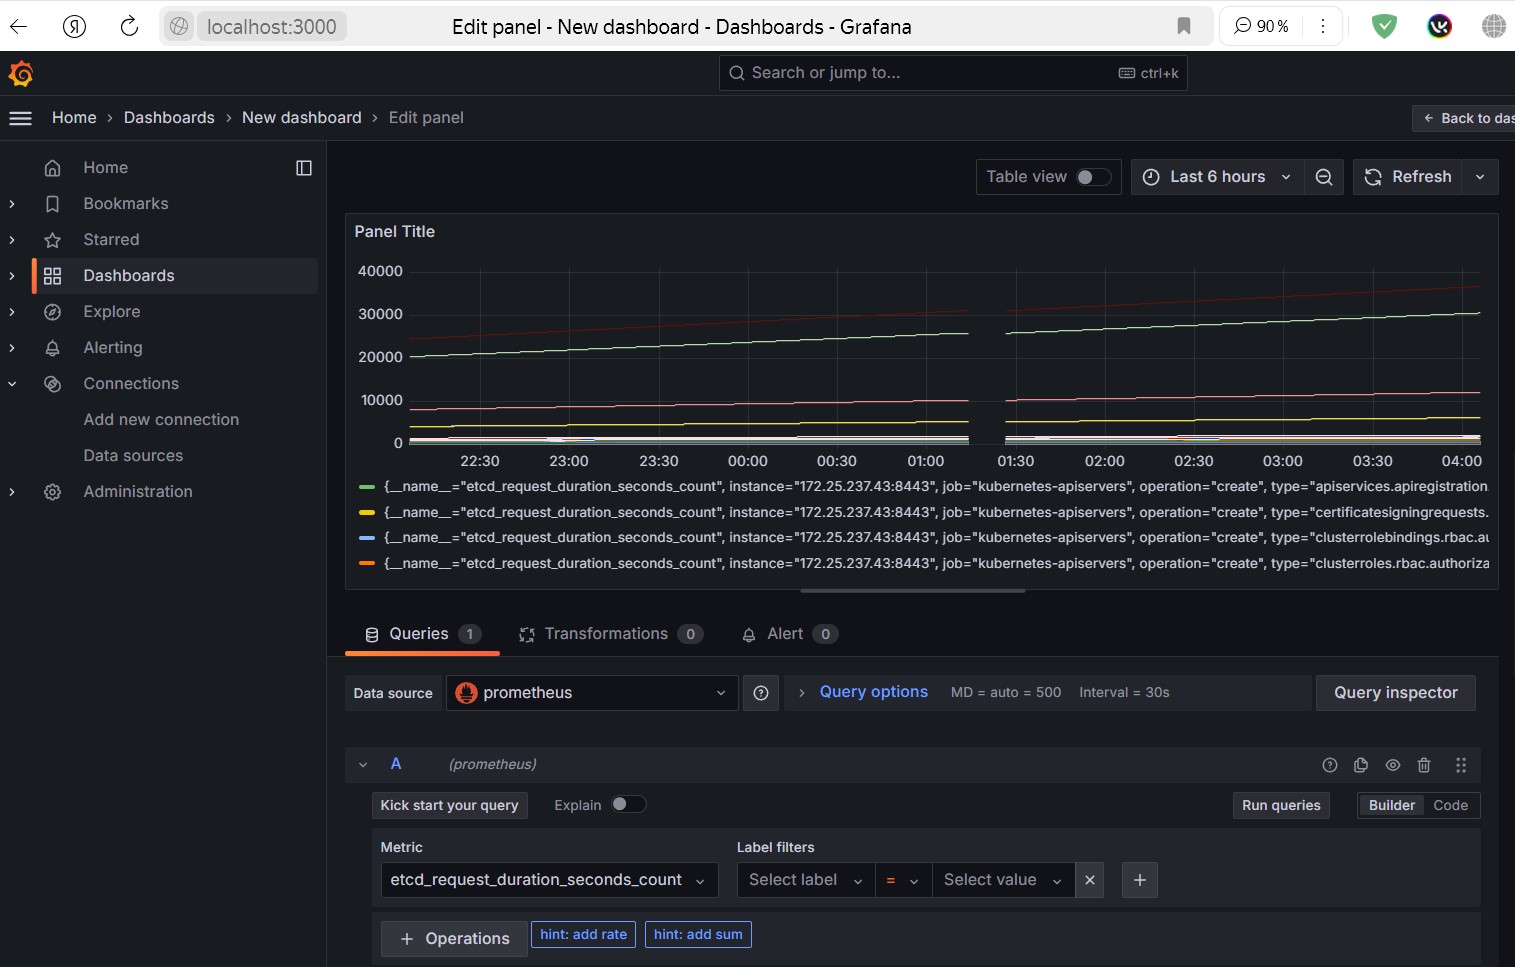 Я
localhost:3000
Edit panel - New dashboard - Dashboards - Grafana
90 %
Search or jump to...
ctrl+k
Home › Dashboards › New dashboard › Edit panel
Back to das
Home
Bookmarks
Starred
Dashboards
Explore
Alerting
Connections
Add new connection
Data sources
Administration
Table view
Last 6 hours
Refresh
Panel Title
40000
30000
20000
10000
0
22:30 23:00 23:30 00:00 00:30 01:00 01:30 02:00 02:30 03:00 03:30 04:00
{__name__="etcd_request_duration_seconds_count", instance="172.25.237.43:8443", job="kubernetes-apiservers", operation="create", type="apiservices.apiregistration.
{__name__="etcd_request_duration_seconds_count", instance="172.25.237.43:8443", job="kubernetes-apiservers", operation="create", type="certificatesigningrequests.
{__name__="etcd_request_duration_seconds_count", instance="172.25.237.43:8443", job="kubernetes-apiservers", operation="create", type="clusterrolebindings.rbac.au
{__name__="etcd_request_duration_seconds_count", instance="172.25.237.43:8443", job="kubernetes-apiservers", operation="create", type="clusterroles.rbac.authoriza
Queries 1
Transformations 0
Alert 0
Data source
prometheus
Query options
MD = auto = 500
Interval = 30s
Query inspector
A
(prometheus)
Kick start your query
Explain
Run queries
Builder
Code
Metric
Label filters
etcd_request_duration_seconds_count
Select label
=
Select value
+ Operations
hint: add rate
hint: add sum